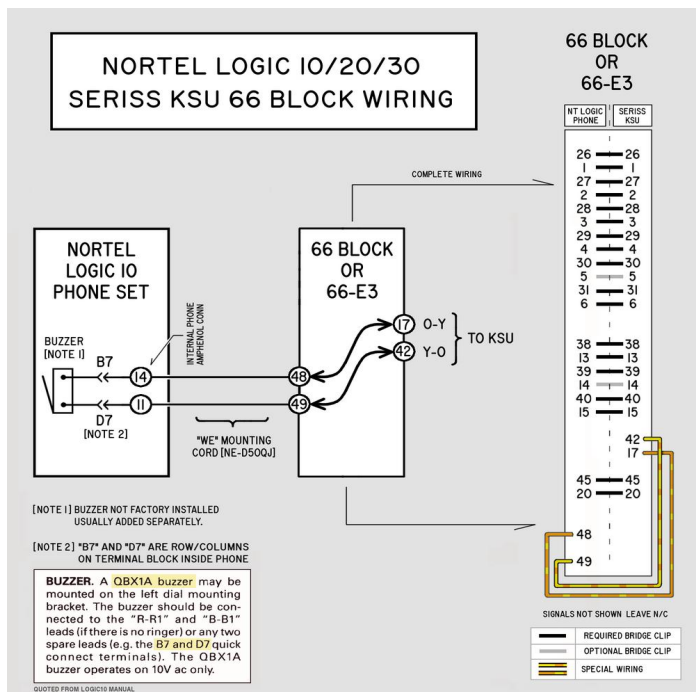 NORTEL LOGIC 10/20/30
SERISS KSU 66 BLOCK WIRING
66 BLOCK
OR
66-E3
NT LOGIC
PHONE
SERISS
KSU
COMPLETE WIRING
26 26
1 1
27 27
2 2
28 28
3 3
29 29
4 4
30 30
5 5
31 31
6 6
38 38
13 13
39 39
14 14
40 40
15 15
42
17
45 45
20 20
48
49
NORTEL
LOGIC 10
PHONE SET
BUZZER
[NOTE 1]
B7
14
INTERNAL PHONE
AMPHENOL CONN
D7
11
[NOTE 2]
"WE" MOUNTING
CORD [NE-D50QJ]
66 BLOCK
OR
66-E3
48
49
17 O-Y
42 Y-O
TO KSU
[NOTE 1] BUZZER NOT FACTORY INSTALLED
USUALLY ADDED SEPARATELY.
[NOTE 2] "B7" AND "D7" ARE ROW/COLUMNS
ON TERMINAL BLOCK INSIDE PHONE
BUZZER. A QBX1A buzzer may be
mounted on the left dial mounting
bracket. The buzzer should be con-
nected to the "R-R1" and "B-B1"
leads (if there is no ringer) or any two
spare leads (e.g. the B7 and D7 quick
connect terminals). The QBX1A
buzzer operates on 10V ac only.
QUOTED FROM LOGIC10 MANUAL
SIGNALS NOT SHOWN LEAVE N/C
REQUIRED BRIDGE CLIP
OPTIONAL BRIDGE CLIP
SPECIAL WIRING